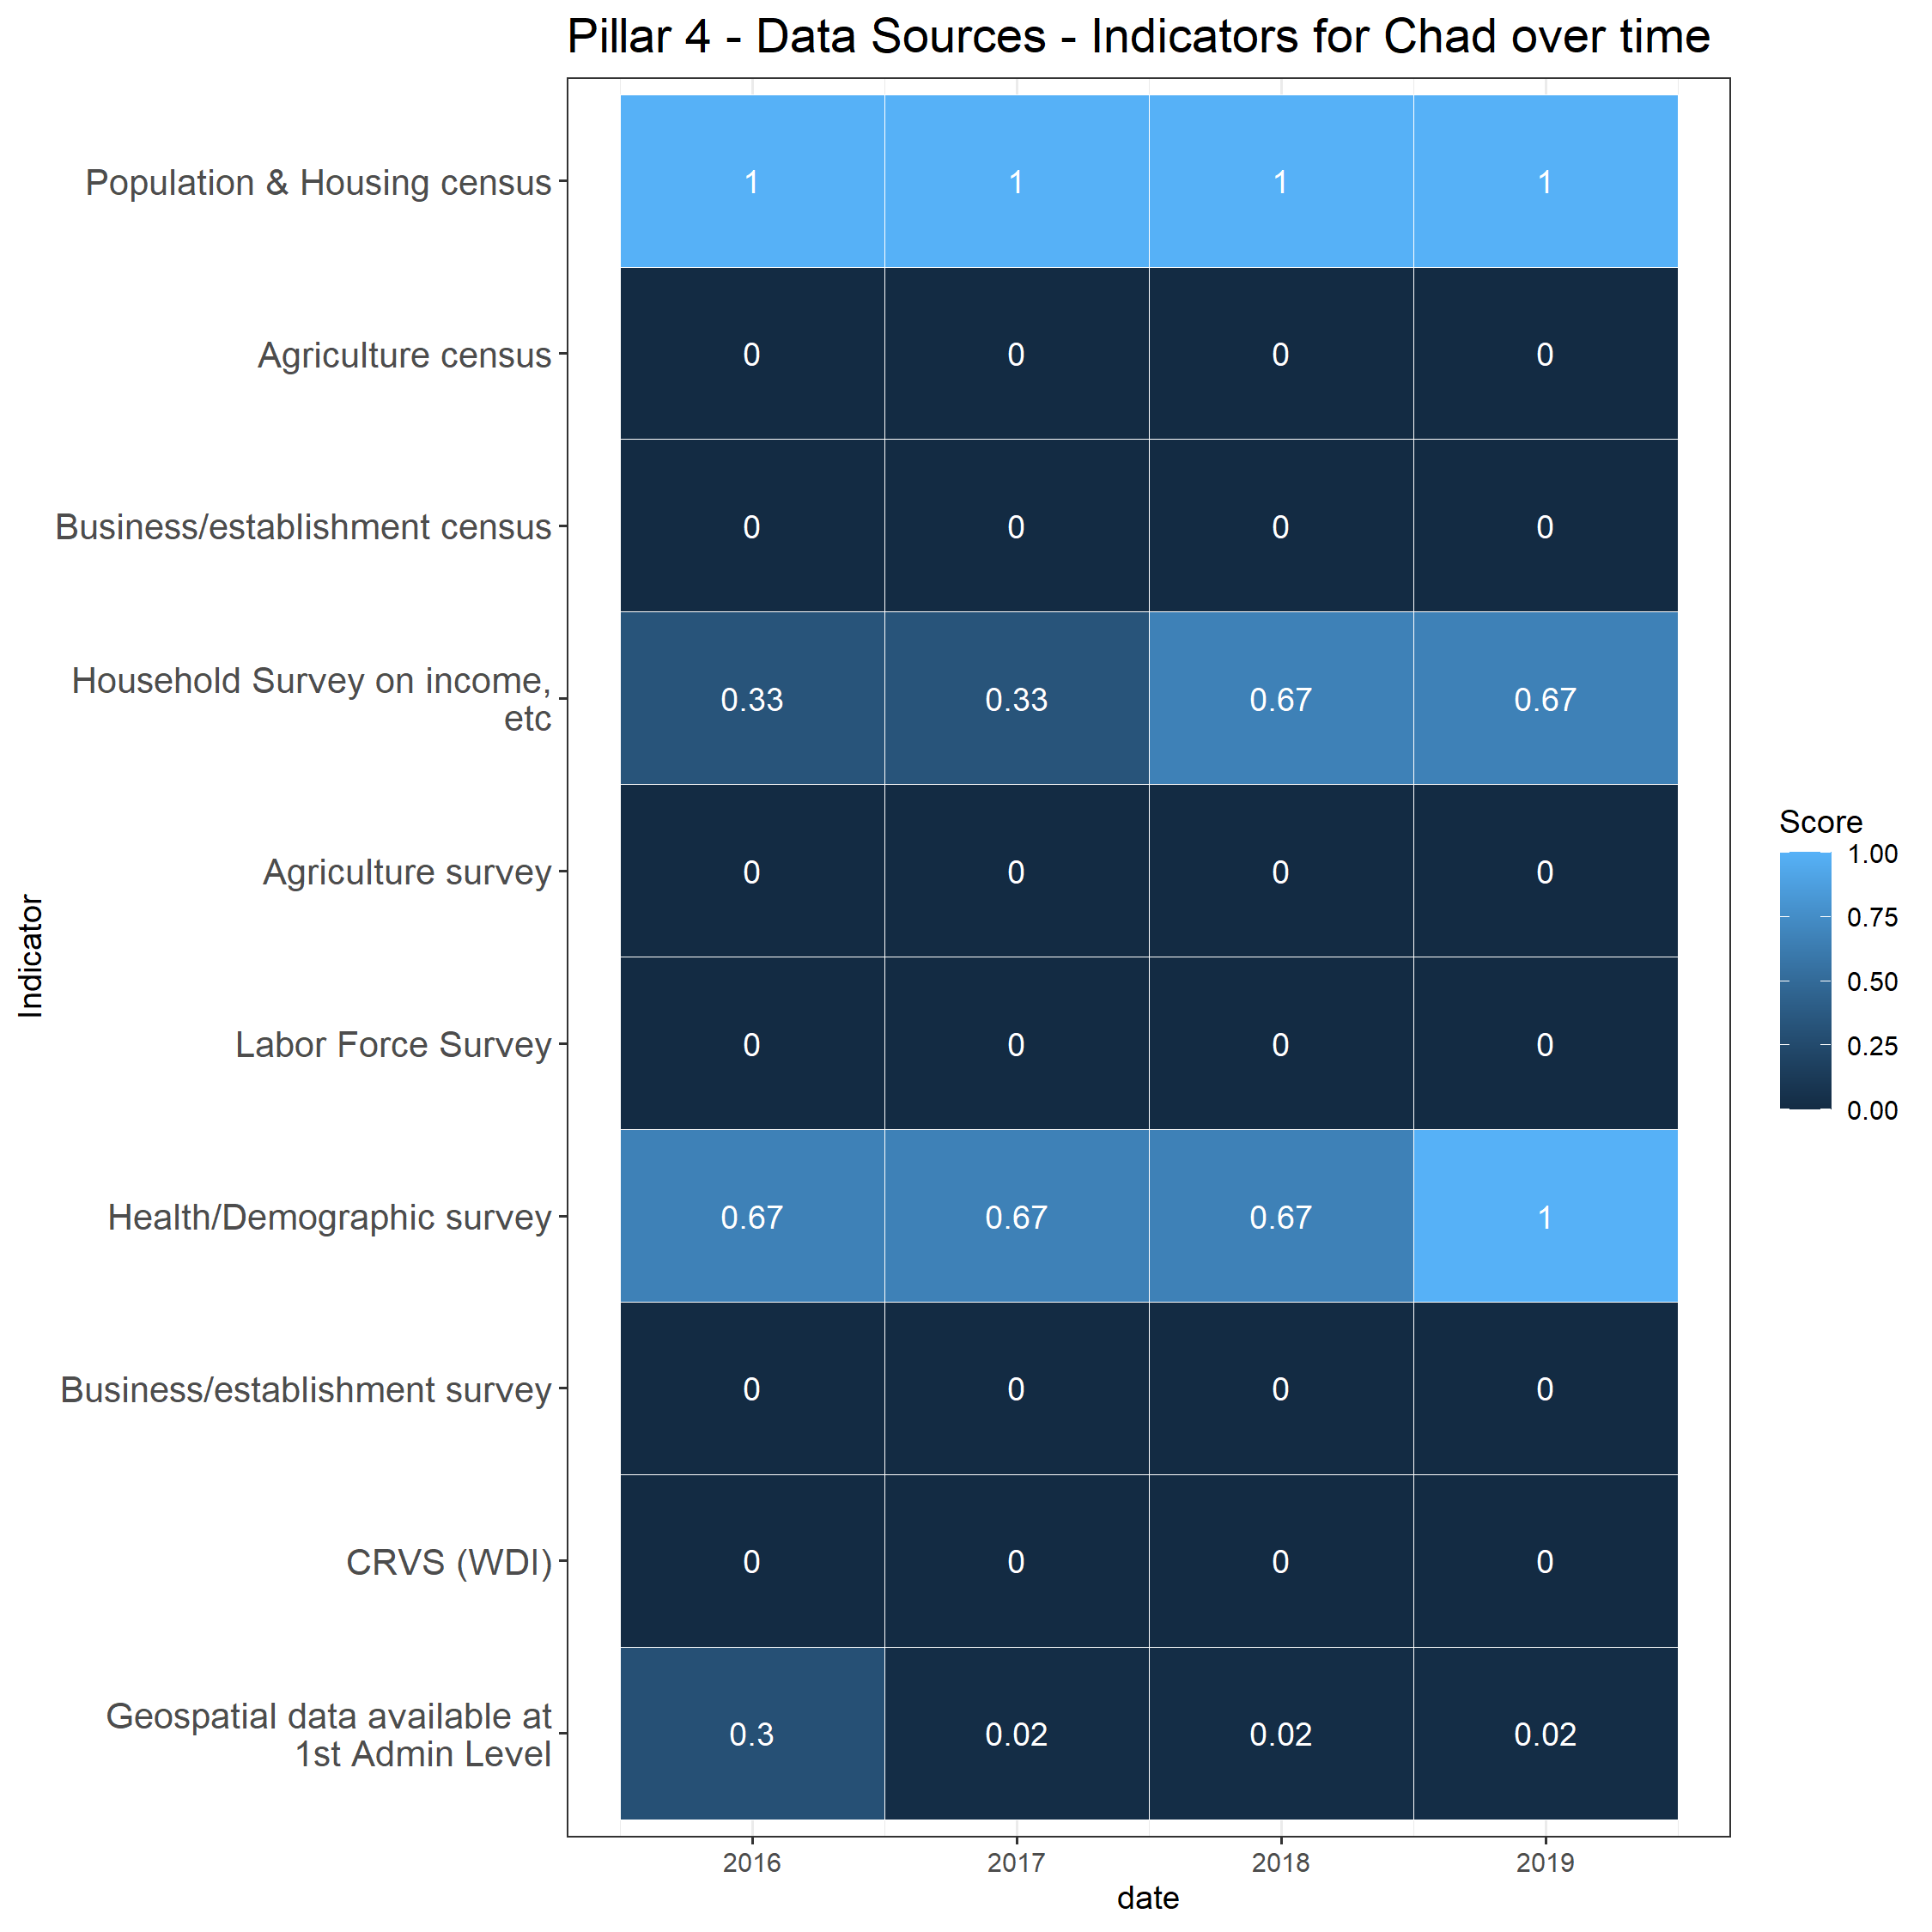 Pillar 4 - Data Sources - Indicators for Chad over time
Population & Housing census
1 1 1 1
Agriculture census
0 0 0 0
Business/establishment census
0 0 0 0
Household Survey on income,
etc
0.33 0.33 0.67 0.67
Agriculture survey
0 0 0 0
Labor Force Survey
0 0 0 0
Health/Demographic survey
0.67 0.67 0.67 1
Business/establishment survey
0 0 0 0
CRVS (WDI)
0 0 0 0
Geospatial data available at
1st Admin Level
0.3 0.02 0.02 0.02
2016 2017 2018 2019
date
Indicator
Score
1.00
0.75
0.50
0.25
0.00